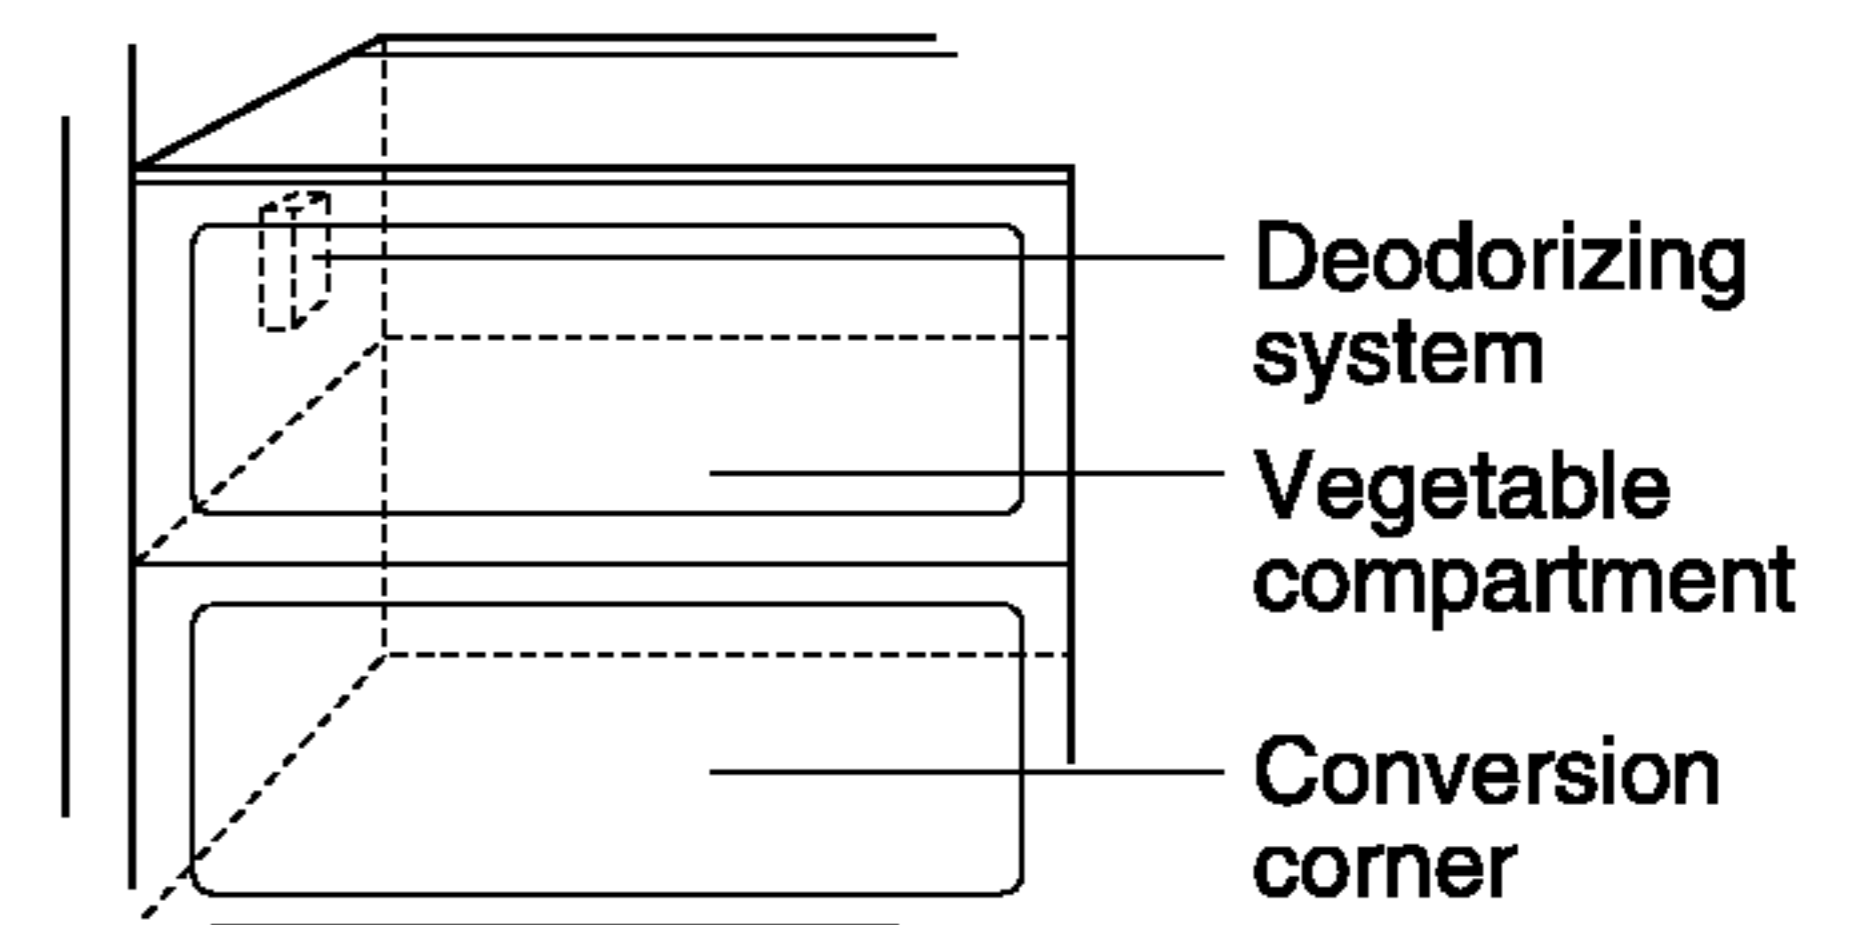 Deodorizing
system
Vegetable
compartment
Conversion
corner